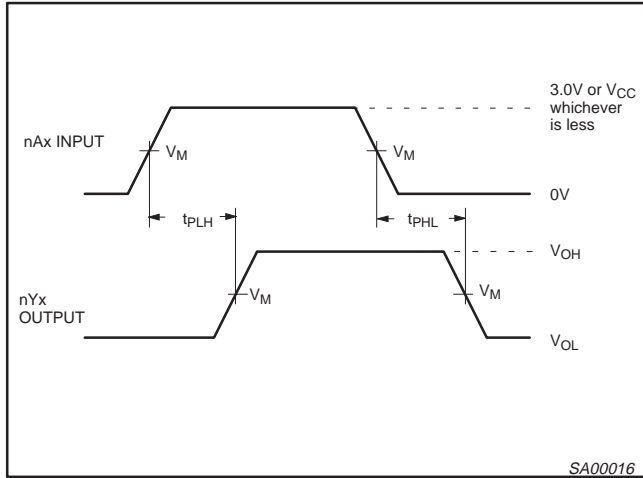 3.0V or VCC
whichever
is less
nAx INPUT
VM
VM
0V
tPLH
tPHL
VOH
nYx
OUTPUT
VM
VM
VOL
SA00016